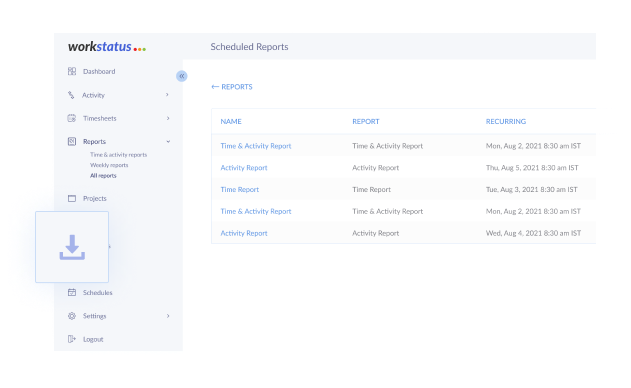 workstatus
Scheduled Reports
Dashboard
Activity
Timesheets
Reports
Time & activity reports
Weekly reports
All reports
Projects
Schedules
Settings
Logout
← REPORTS
NAME REPORT RECURRING
Time & Activity Report Time & Activity Report Mon, Aug 2, 2021 8:30 am IST
Activity Report Activity Report Thu, Aug 5, 2021 8:30 am IST
Time Report Time Report Tue, Aug 3, 2021 8:30 am IST
Time & Activity Report Time & Activity Report Mon, Aug 2, 2021 8:30 am IST
Activity Report Activity Report Wed, Aug 4, 2021 8:30 am IST